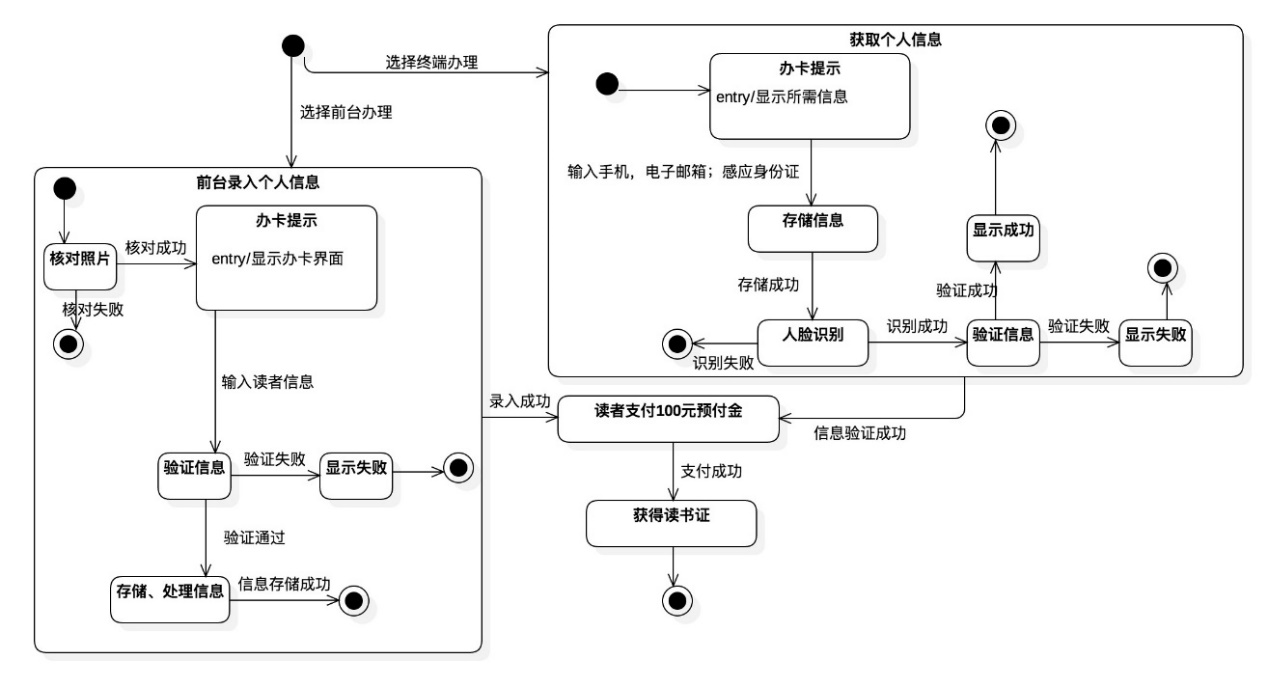 获取个人信息
选择终端办理
办卡提示
entry/显示所需信息
选择前台办理
输入手机，电子邮箱；感应身份证
前台录入个人信息
办卡提示
存储信息
显示成功
核对照片
核对成功
entry/显示办卡界面
存储成功
验证成功
核对失败
人脸识别
识别成功
验证信息
验证失败
显示失败
识别失败
输入读者信息
录入成功
读者支付100元预付金
信息验证成功
验证信息
验证失败
显示失败
支付成功
获得读书证
验证通过
存储、处理信息
信息存储成功